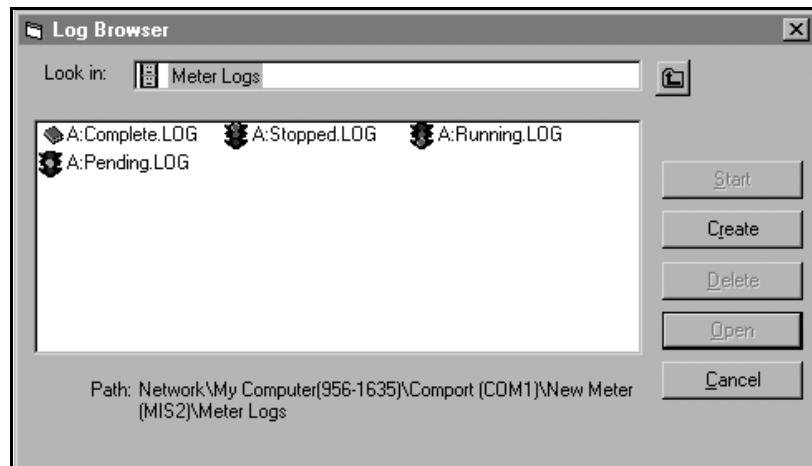 Log Browser
Look in: Meter Logs
A:Complete.LOG A:Stopped.LOG A:Running.LOG
A:Pending.LOG
Start
Create
Delete
Open
Cancel
Path: Network\My Computer(956-1635)\Comport (COM1)\New Meter
(MIS2)\Meter Logs